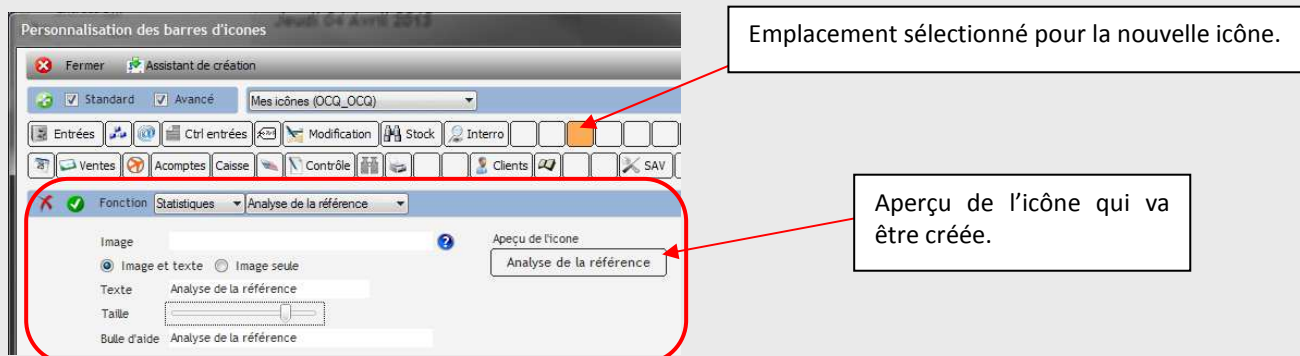 Jeudi 04 Avril 2013
Personnalisation des barres d'icones
Emplacement sélectionné pour la nouvelle icône.
Fermer Assistant de création
Standard Avancé Mes icônes (OCQ_OCQ)
Entrées Ctrl entrées Modification Stock Interro
Ventes Acomptes Caisse Contrôle Clients SAV
Fonction Statistiques Analyse de la référence
Aperçu de l'icône qui va
être créée.
Image Apeçu de l'icone
Image et texte Image seule Analyse de la référence
Texte Analyse de la référence
Taille
Bulle d'aide Analyse de la référence